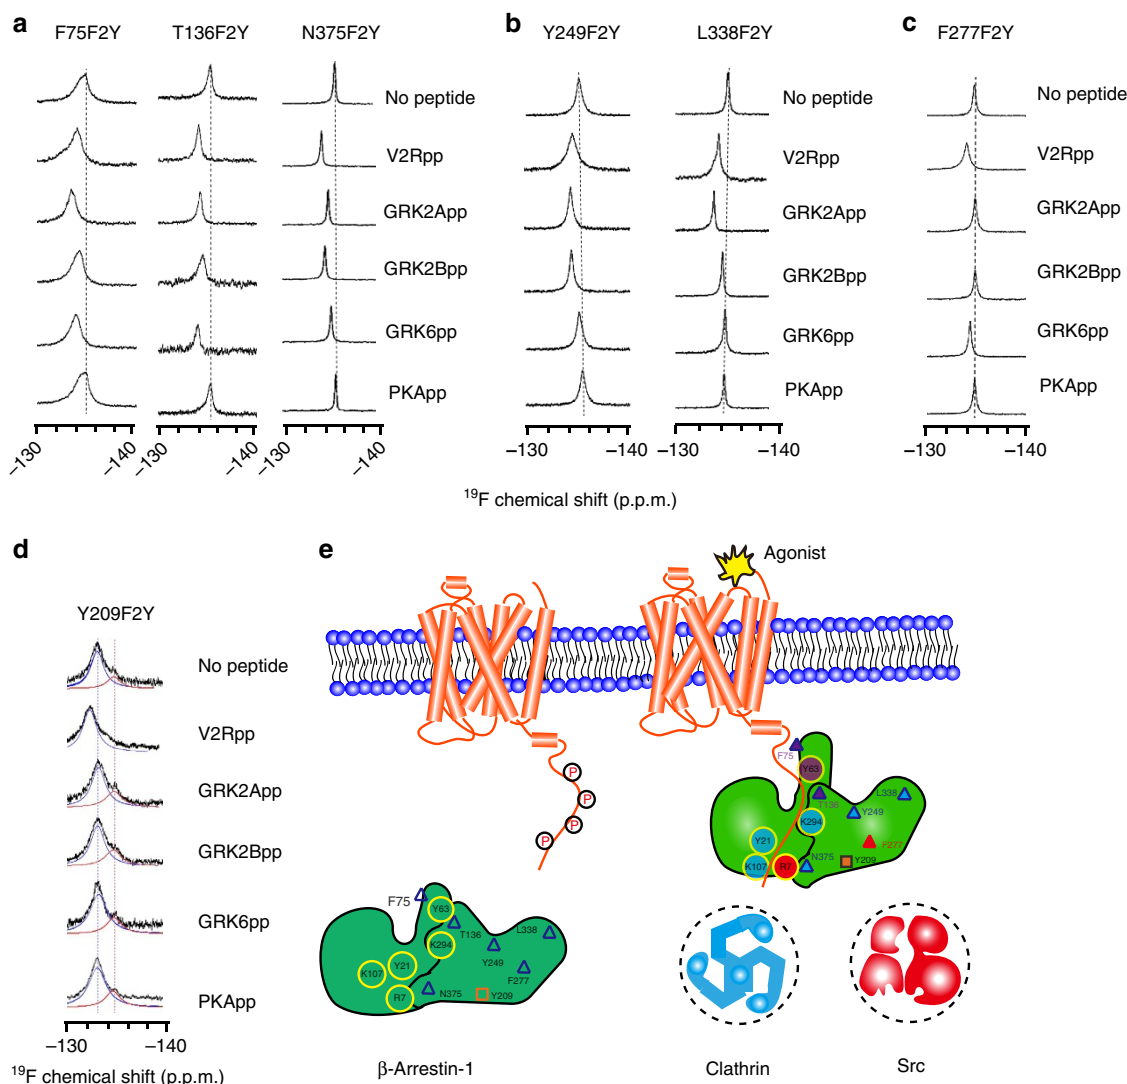 a
F75F2Y
T136F2Y
N375F2Y
No peptide
V2Rpp
GRK2App
GRK2Bpp
GRK6pp
PKApp
–130
–140
–130
–130
–140
b
Y249F2Y
L338F2Y
No peptide
V2Rpp
GRK2App
GRK2Bpp
GRK6pp
PKApp
–130
–140
–130
–140
c
F277F2Y
No peptide
V2Rpp
GRK2App
GRK2Bpp
GRK6pp
PKApp
–130
–140
19F chemical shift (p.p.m.)
d
Y209F2Y
No peptide
V2Rpp
GRK2App
GRK2Bpp
GRK6pp
PKApp
–130
–140
19F chemical shift (p.p.m.)
e
Agonist
P
P
P
P
F75
Y63
T136
L338
K294
Y249
Y21
F277
K107
R7
N375
Y209
F75
Y63
T136
L338
K294
Y249
Y21
K107
F277
R7
N375
Y209
β-Arrestin-1
Clathrin
Src